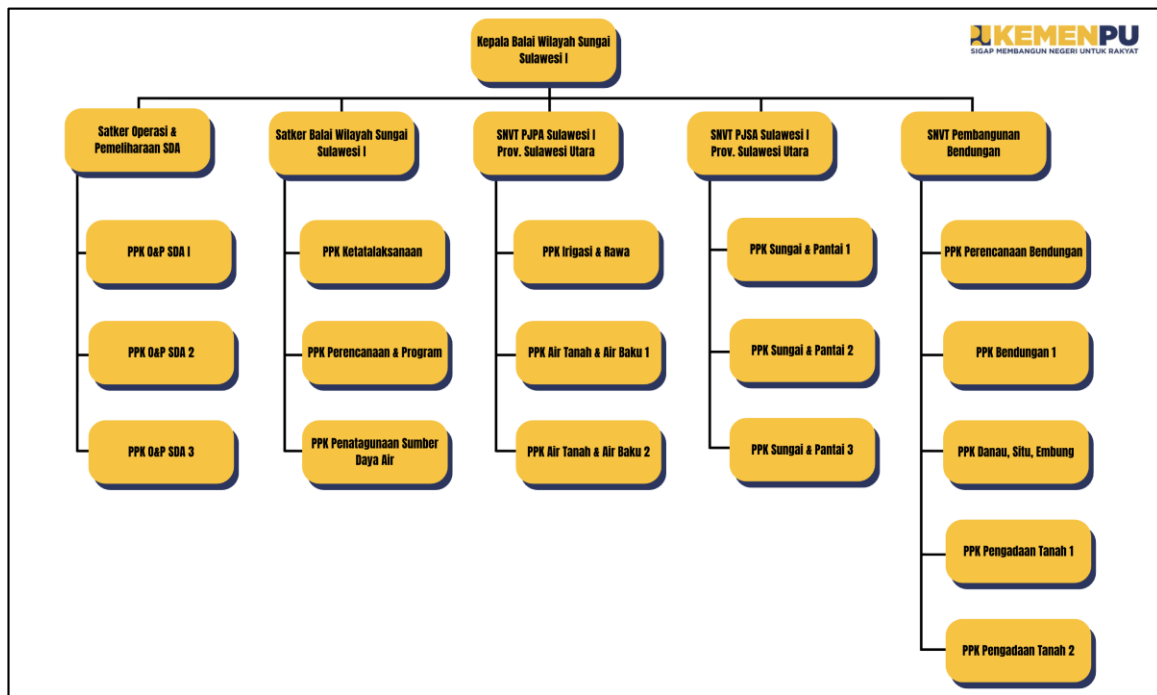 Kepala Balai Wilayah Sungai
Sulawesi I
KEMENPU
SIGAP MEMBANGUN NEGERI UNTUK RAKYAT
Satker Operasi &
Pemeliharaan SDA
PPK O&P SDA I
PPK O&P SDA 2
PPK O&P SDA 3
Satker Balai Wilayah Sungai
Sulawesi I
PPK Ketatalaksanaan
PPK Perencanaan & Program
PPK Penatagunaan Sumber
Daya Air
SNVT PJPA Sulawesi I
Prov. Sulawesi Utara
PPK Irigasi & Rawa
PPK Air Tanah & Air Baku 1
PPK Air Tanah & Air Baku 2
SNVT PJSA Sulawesi I
Prov. Sulawesi Utara
PPK Sungai & Pantai 1
PPK Sungai & Pantai 2
PPK Sungai & Pantai 3
SNVT Pembangunan
Bendungan
PPK Perencanaan Bendungan
PPK Bendungan 1
PPK Danau, Situ, Embung
PPK Pengadaan Tanah 1
PPK Pengadaan Tanah 2